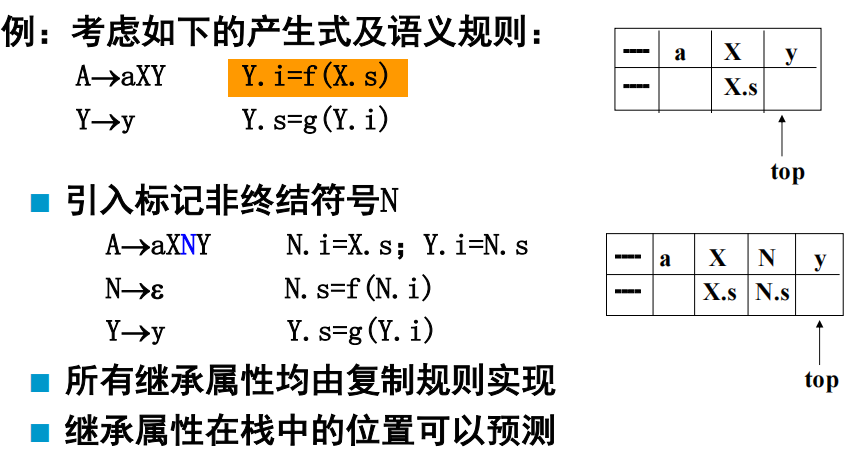 例：考虑如下的产生式及语义规则：
A→aXY Y.i=f(X.s)
Y→y Y.s=g(Y.i)
---- a X y
---- X.s
top
■ 引入标记非终结符号N
A→aXNY N.i=X.s；Y.i=N.s
N→ε N.s=f(N.i)
Y→y Y.s=g(Y.i)
---- a X N y
---- X.s N.s
top
■ 所有继承属性均由复制规则实现
■ 继承属性在栈中的位置可以预测